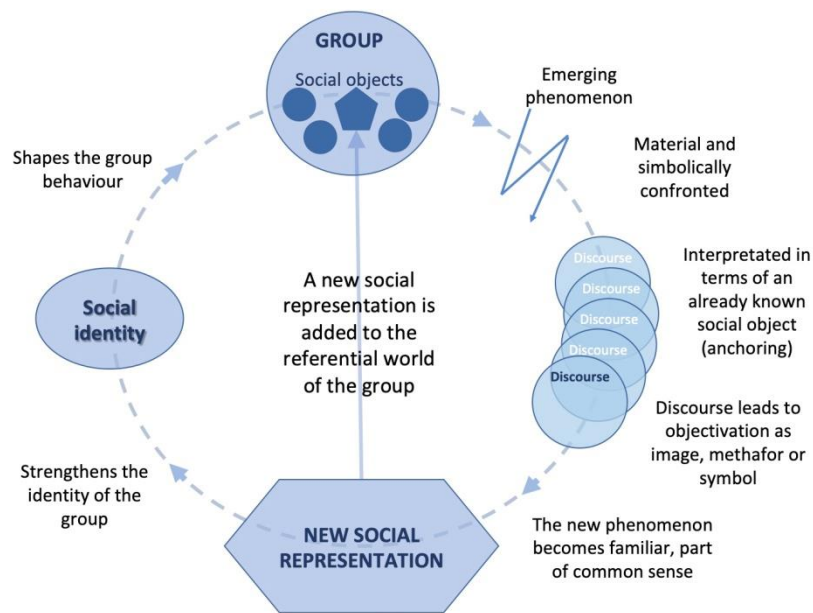 GROUP
Social objects
Emerging
phenomenon
Material and
simbolically
confronted
Discourse
Discourse
Discourse
Discourse
Discourse
Interpretated in
terms of an
already known
social object
(anchoring)
Discourse leads to
objectivation as
image, methafor or
symbol
The new phenomenon
becomes familiar, part
of common sense
NEW SOCIAL
REPRESENTATION
Strengthens the
identity of the
group
Social
identity
Shapes the group
behaviour
A new social
representation is
added to the
referential world
of the group